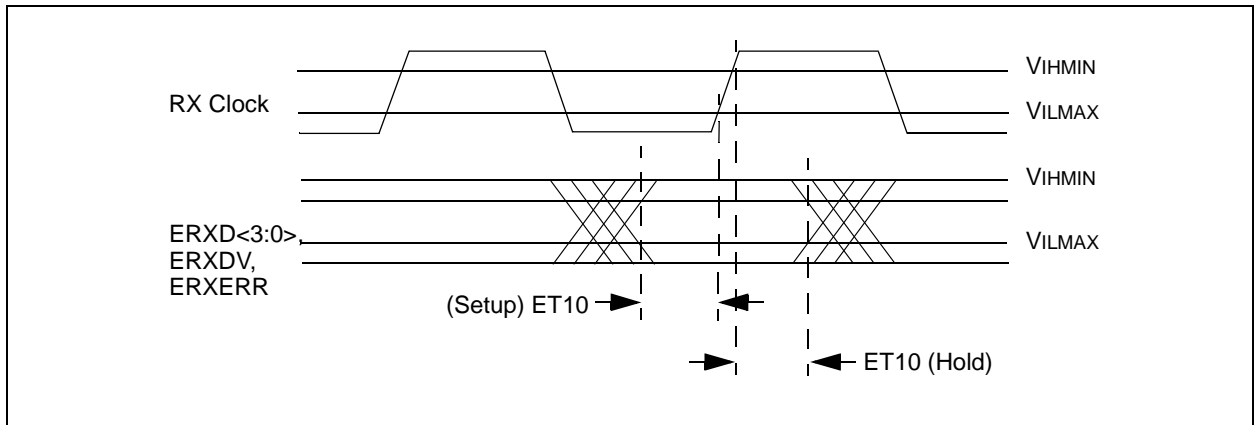 VIHMIN
RX Clock
VILMAX
VIHMIN
ERXD<3:0>,
ERXDV,
ERXERR
VILMAX
(Setup) ET10
ET10 (Hold)